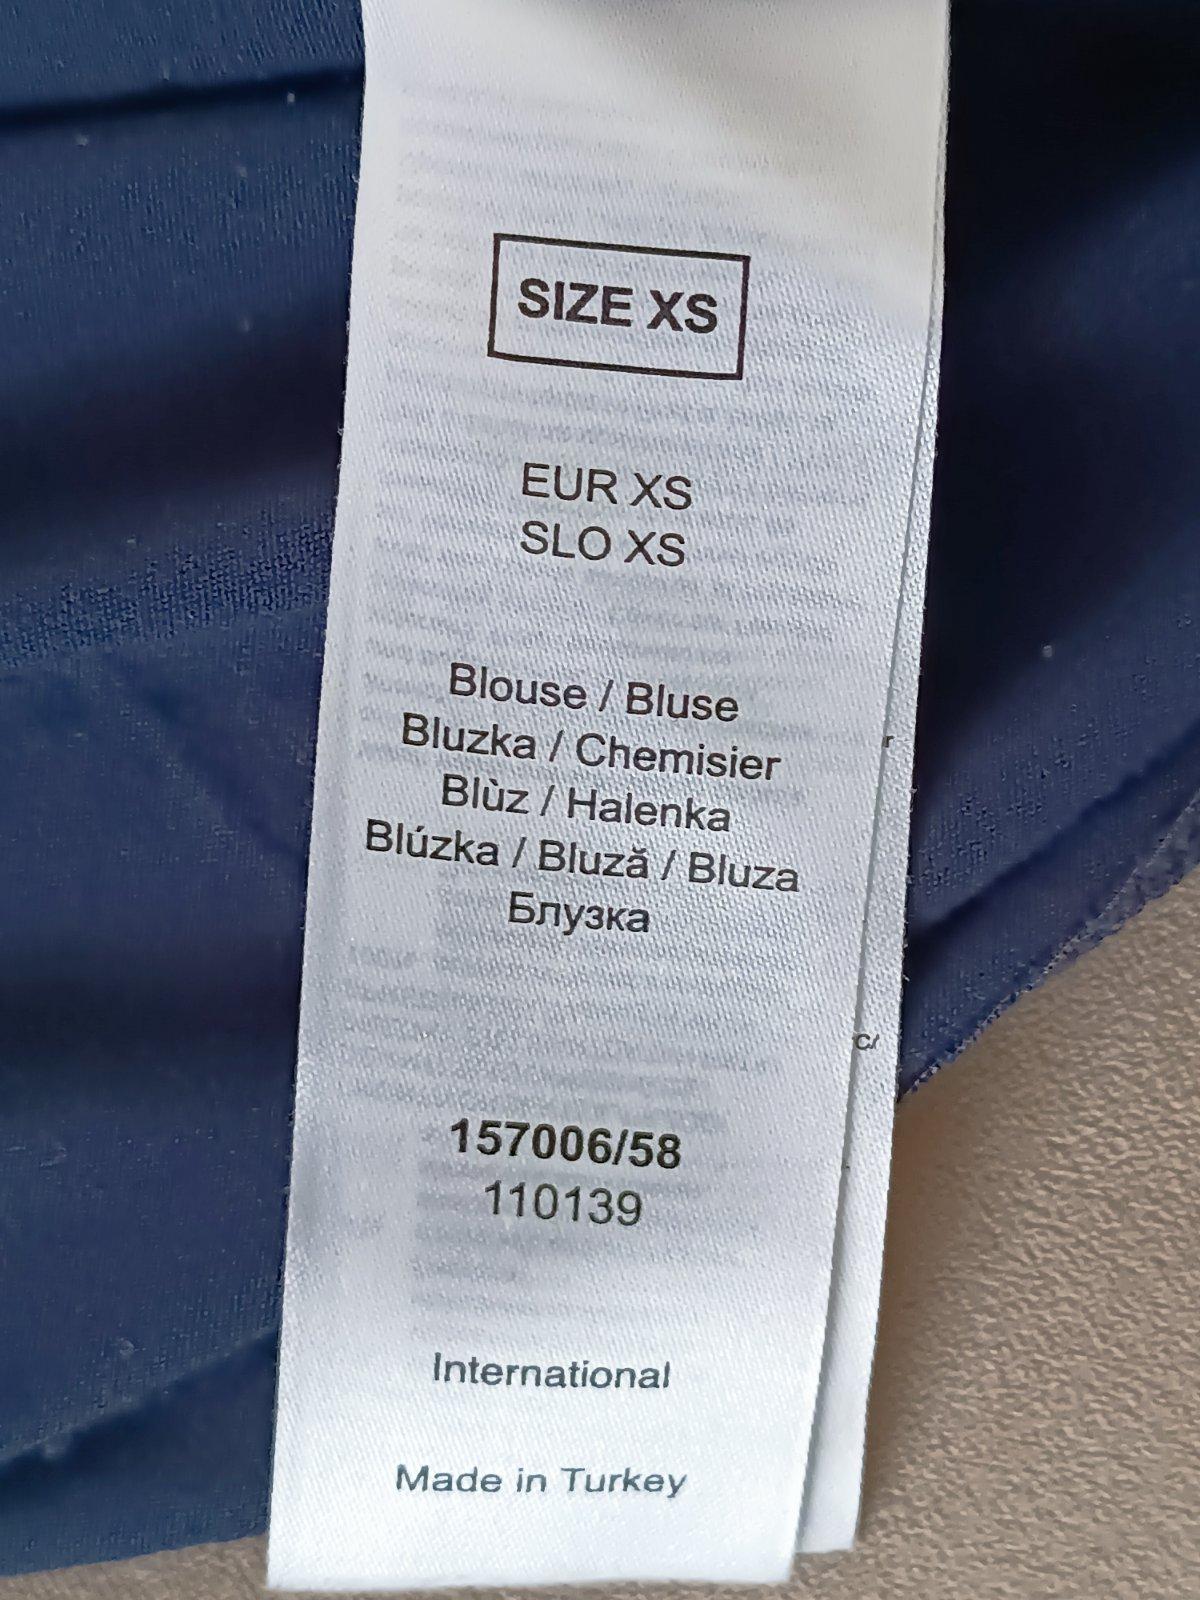 SIZE XS
EUR XS
SLO XS
Blouse / Bluse
Bluzka / Chemisier
Blùz / Halenka
Blúzka / Bluză / Bluza
Блузка
157006/58
110139
International
Made in Turkey
r
C/